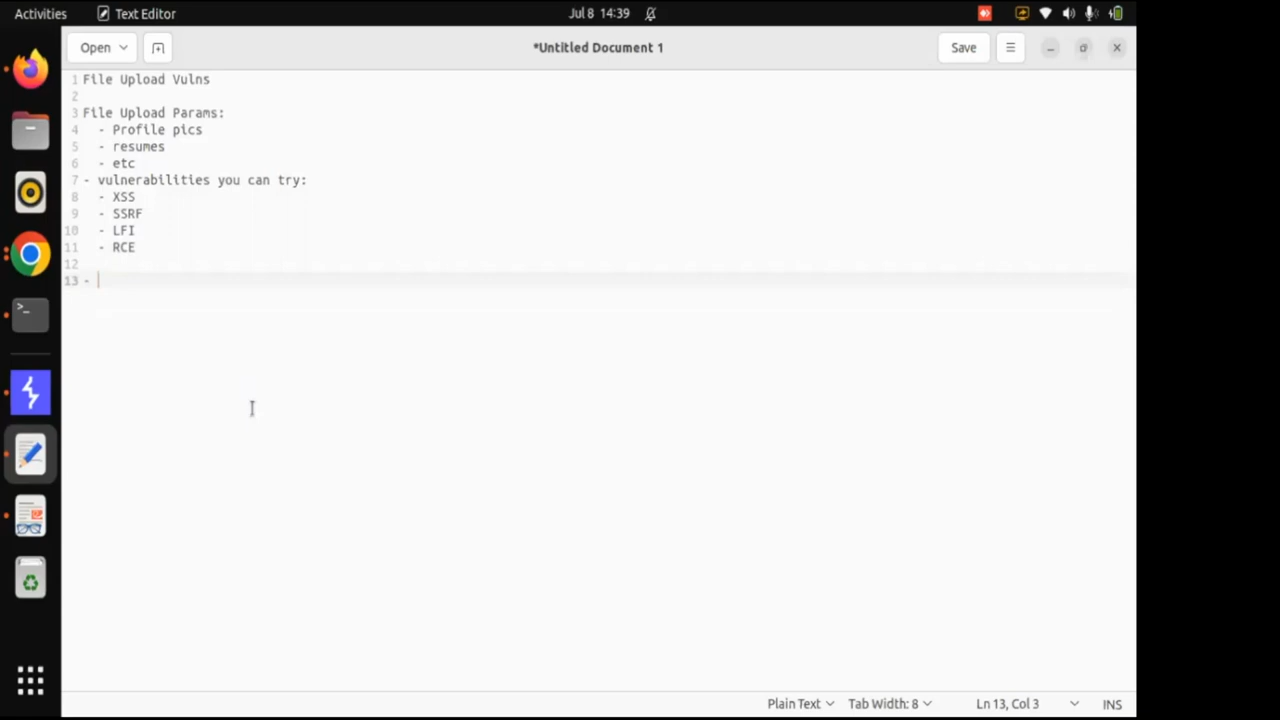 Activities Text Editor Jul 8 14:39
Open *Untitled Document 1 Save
1 File Upload Vulns
2
3 File Upload Params:
4 - Profile pics
5 - resumes
6 - etc
7 - vulnerabilities you can try:
8 - XSS
9 - SSRF
10 - LFI
11 - RCE
12
13 -
Plain Text Tab Width: 8 Ln 13, Col 3 INS